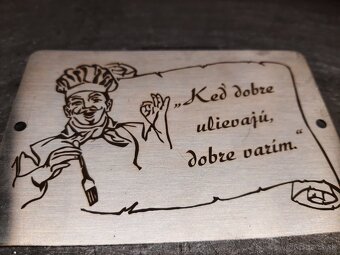 „Keď dobre
ulievajú,
dobre varím.“